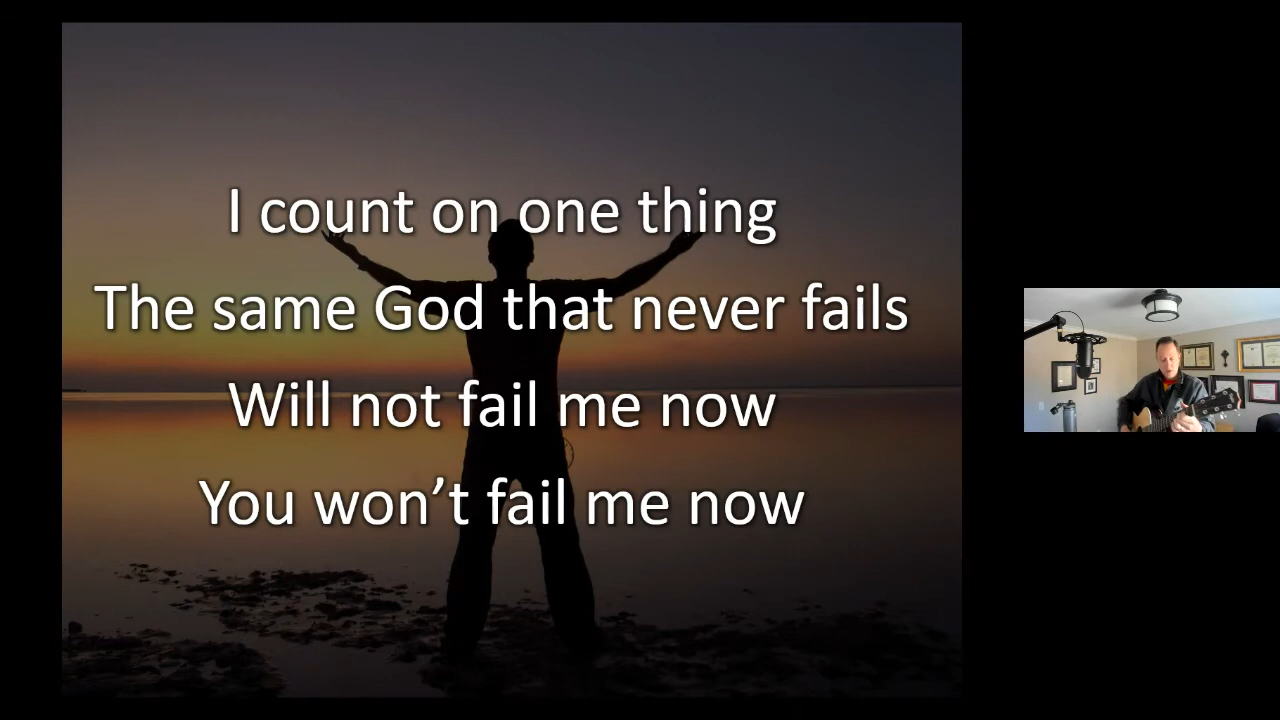 I count on one thing
The same God that never fails
Will not fail me now
You won’t fail me now